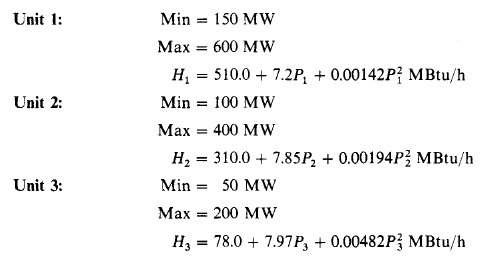 Unit 1: Min = 150 MW
Max = 600 MW
H₁ = 510.0 + 7.2P₁ + 0.00142P₁² MBtu/h
Unit 2: Min = 100 MW
Max = 400 MW
H₂ = 310.0 + 7.85P₂ + 0.00194P₂² MBtu/h
Unit 3: Min = 50 MW
Max = 200 MW
H₃ = 78.0 + 7.97P₃ + 0.00482P₃² MBtu/h